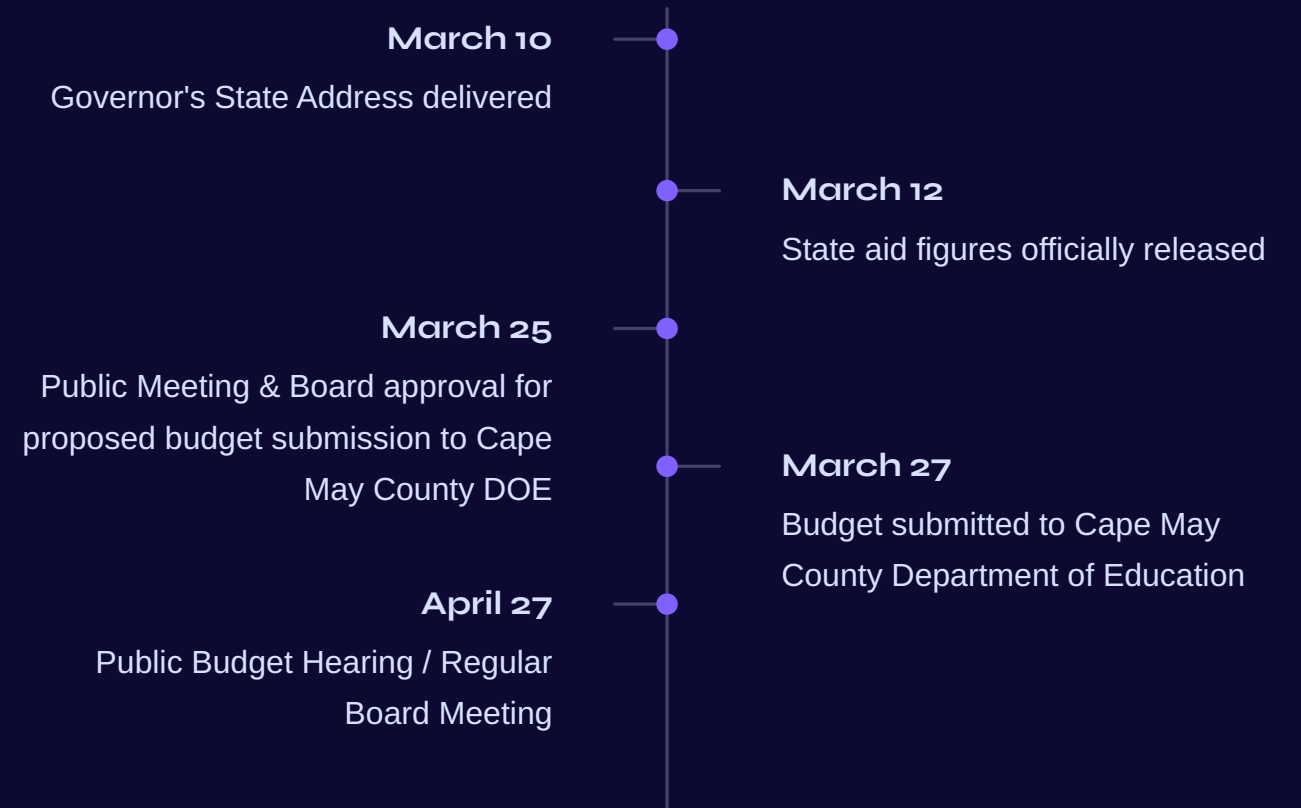 March 10
Governor's State Address delivered
March 12
State aid figures officially released
March 25
Public Meeting & Board approval for
proposed budget submission to Cape
May County DOE
March 27
Budget submitted to Cape May
County Department of Education
April 27
Public Budget Hearing / Regular
Board Meeting